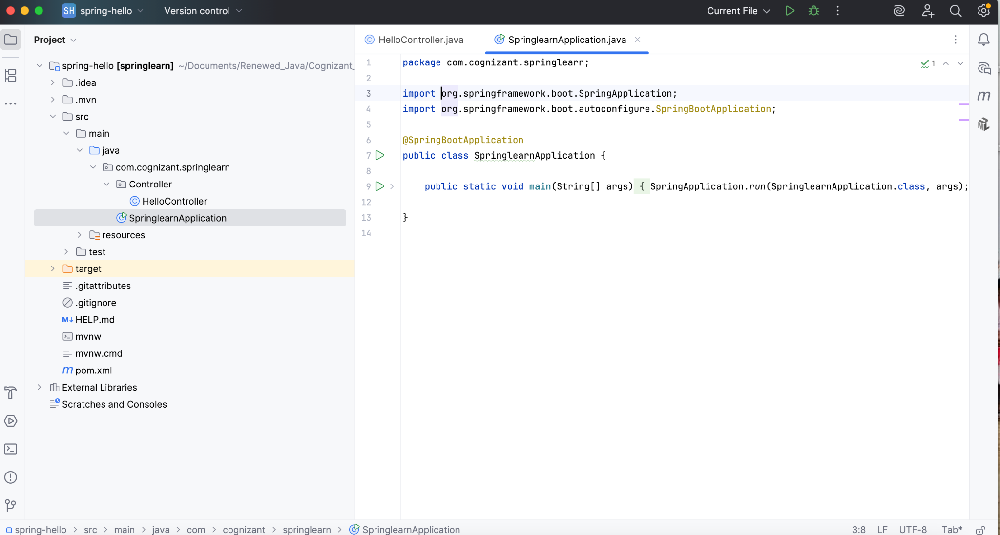 SH spring-hello Version control Current File
Project
HelloController.java SpringlearnApplication.java
spring-hello [springlearn] ~/Documents/Renewed_Java/Cognizant_
.idea
.mvn
src
main
java
com.cognizant.springlearn
Controller
HelloController
SpringlearnApplication
resources
test
target
.gitattributes
.gitignore
M↓ HELP.md
mvnw
mvnw.cmd
m pom.xml
External Libraries
Scratches and Consoles
1 package com.cognizant.springlearn; 1
2
3 import org.springframework.boot.SpringApplication;
4 import org.springframework.boot.autoconfigure.SpringBootApplication;
5
6 @SpringBootApplication
7 public class SpringlearnApplication {
8
9 public static void main(String[] args) { SpringApplication.run(SpringlearnApplication.class, args);
12
13 }
14
m
ML
spring-hello > src > main > java > com > cognizant > springlearn > SpringlearnApplication 3:8 LF UTF-8 Tab*